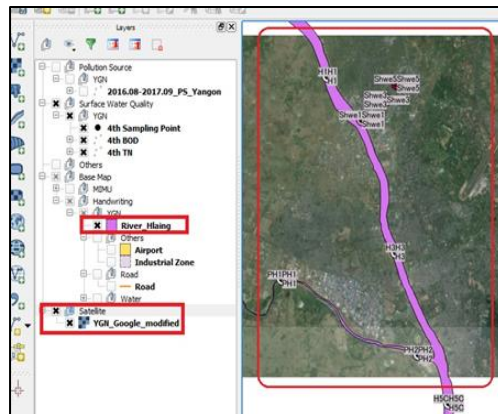 Layers
Pollution Source
YGN
2016.08-2017.09_PS_Yangon
Surface Water Quality
YGN
4th Sampling Point
4th BOD
4th TN
Others
Base Map
MIMU
Handwriting
YGN
River_Hlaing
Others
Airport
Industrial Zone
Road
Road
Water
Satellite
YGN_Google_modified
H1H1
H1
Shwe5Shwe5
Shwe5
Shwe3
Shwe3Shwe3
Shwe1Shwe1
Shwe1
H3H3
H3
PH1PH1
PH1
PH2PH2
PH2
H5CH5C
H5C